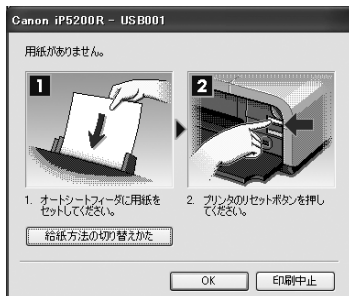 Canon iP5200R - USB001
用紙がありません。
1
2
1. オートシートフィーダに用紙を
セットしてください。
2. プリンタのリセットボタンを押し
てください。
給紙方法の切り替えかた
OK
印刷中止